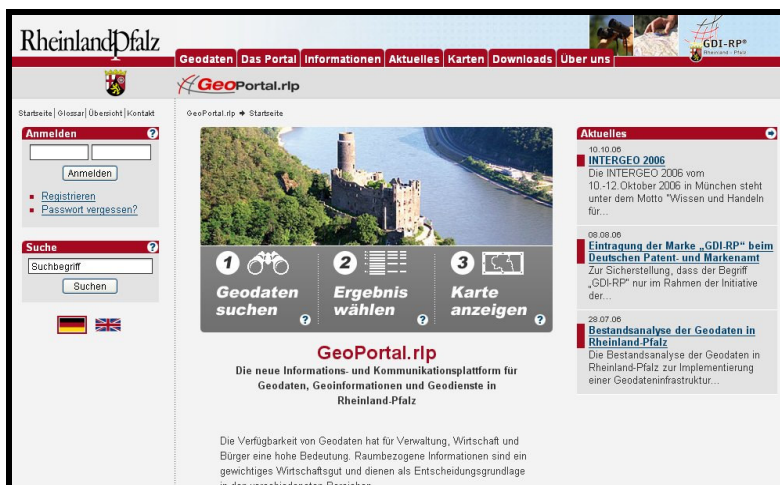 RheinlandPfalz
GDI-RP®
Rheinland - Pfalz
Geodaten Das Portal Informationen Aktuelles Karten Downloads Über uns
GeoPortal.rlp
Startseite| Glossar| Übersicht| Kontakt
GeoPortal.rlp ➔ Startseite
Anmelden ?
Anmelden
Registrieren
Passwort vergessen?
Suche ?
Suchbegriff
Suchen
1
Geodaten
suchen ?
2
Ergebnis
wählen ?
3
Karte
anzeigen ?
GeoPortal.rlp
Die neue Informations- und Kommunikationsplattform für
Geodaten, Geoinformationen und Geodienste in
Rheinland-Pfalz
Die Verfügbarkeit von Geodaten hat für Verwaltung, Wirtschaft und
Bürger eine hohe Bedeutung. Raumbezogene Informationen sind ein
gewichtiges Wirtschaftsgut und dienen als Entscheidungsgrundlage
in den verschiedensten Bereichen
Aktuelles
10.10.06
INTERGEO 2006
Die INTERGEO 2006 vom
10.-12. Oktober 2006 in München steht
unter dem Motto "Wissen und Handeln
für...
08.08.06
Eintragung der Marke „GDI-RP“ beim
Deutschen Patent- und Markenamt
Zur Sicherstellung, dass der Begriff
„GDI-RP“ nur im Rahmen der Initiative
der...
28.07.06
Bestandsanalyse der Geodaten in
Rheinland-Pfalz
Die Bestandsanalyse der Geodaten in
Rheinland-Pfalz zur Implementierung
einer Geodateninfrastruktur...